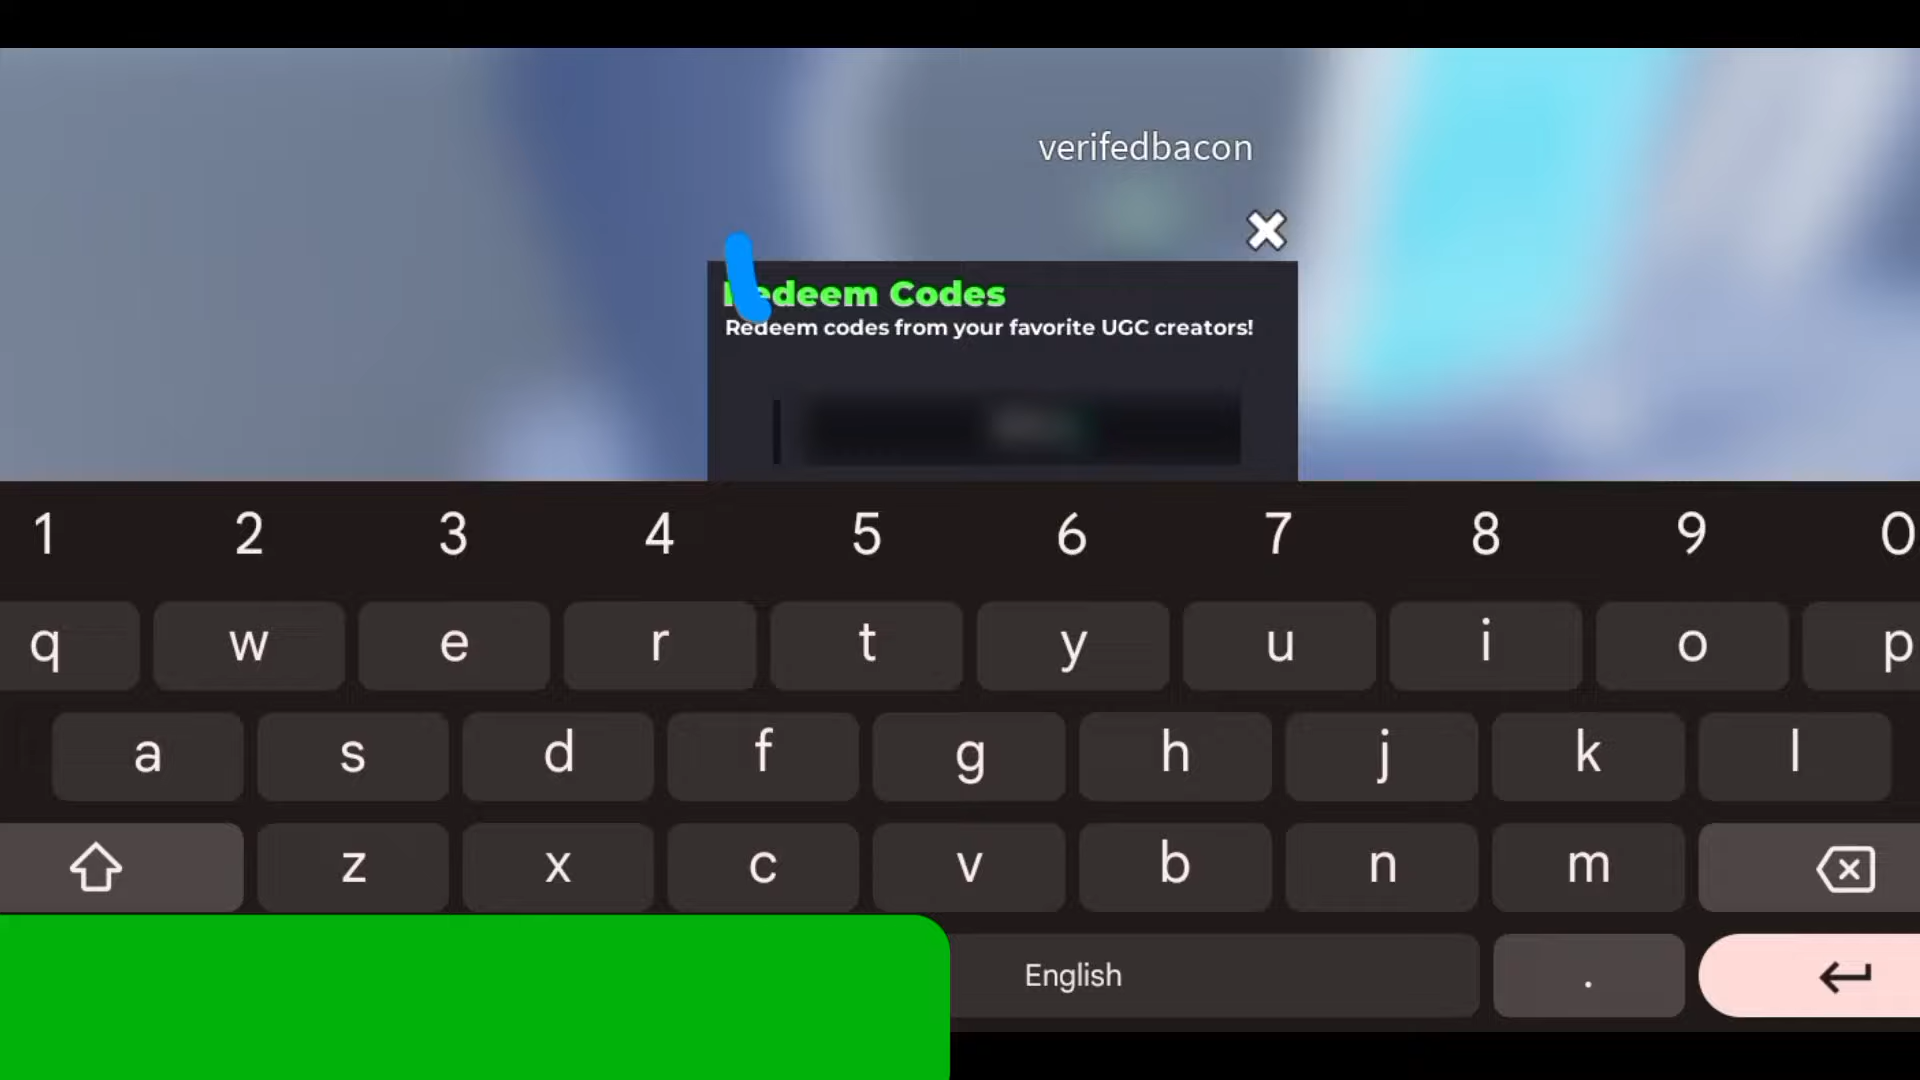 verifedbacon
Redeem Codes
Redeem codes from your favorite UGC creators!
1 2 3 4 5 6 7 8 9 0
q w e r t y u i o p
a s d f g h j k l
z x c v b n m
English .